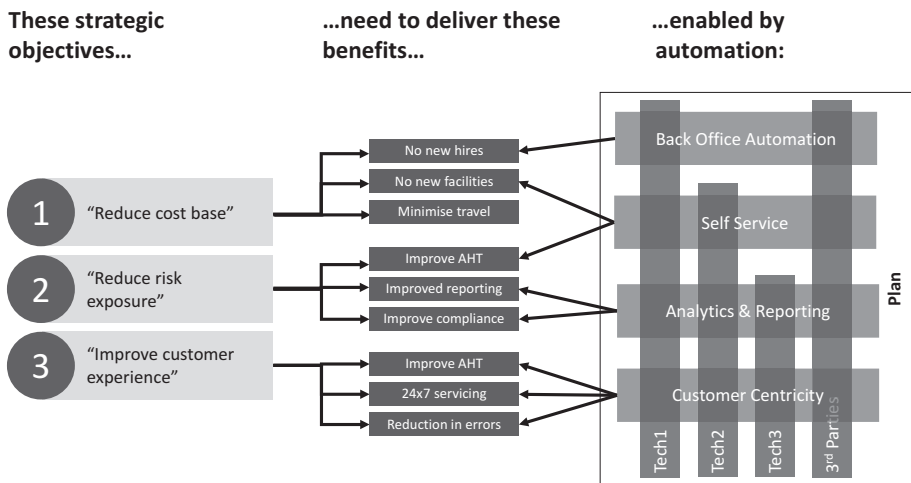 These strategic
objectives…
…need to deliver these
benefits…
…enabled by
automation:
1
“Reduce cost base”
2
“Reduce risk
exposure”
3
“Improve customer
experience”
No new hires
No new facilities
Minimise travel
Improve AHT
Improved reporting
Improve compliance
Improve AHT
24x7 servicing
Reduction in errors
Back Office Automation
Self Service
Analytics & Reporting
Customer Centricity
Tech1
Tech2
Tech3
3rd Parties
Plan